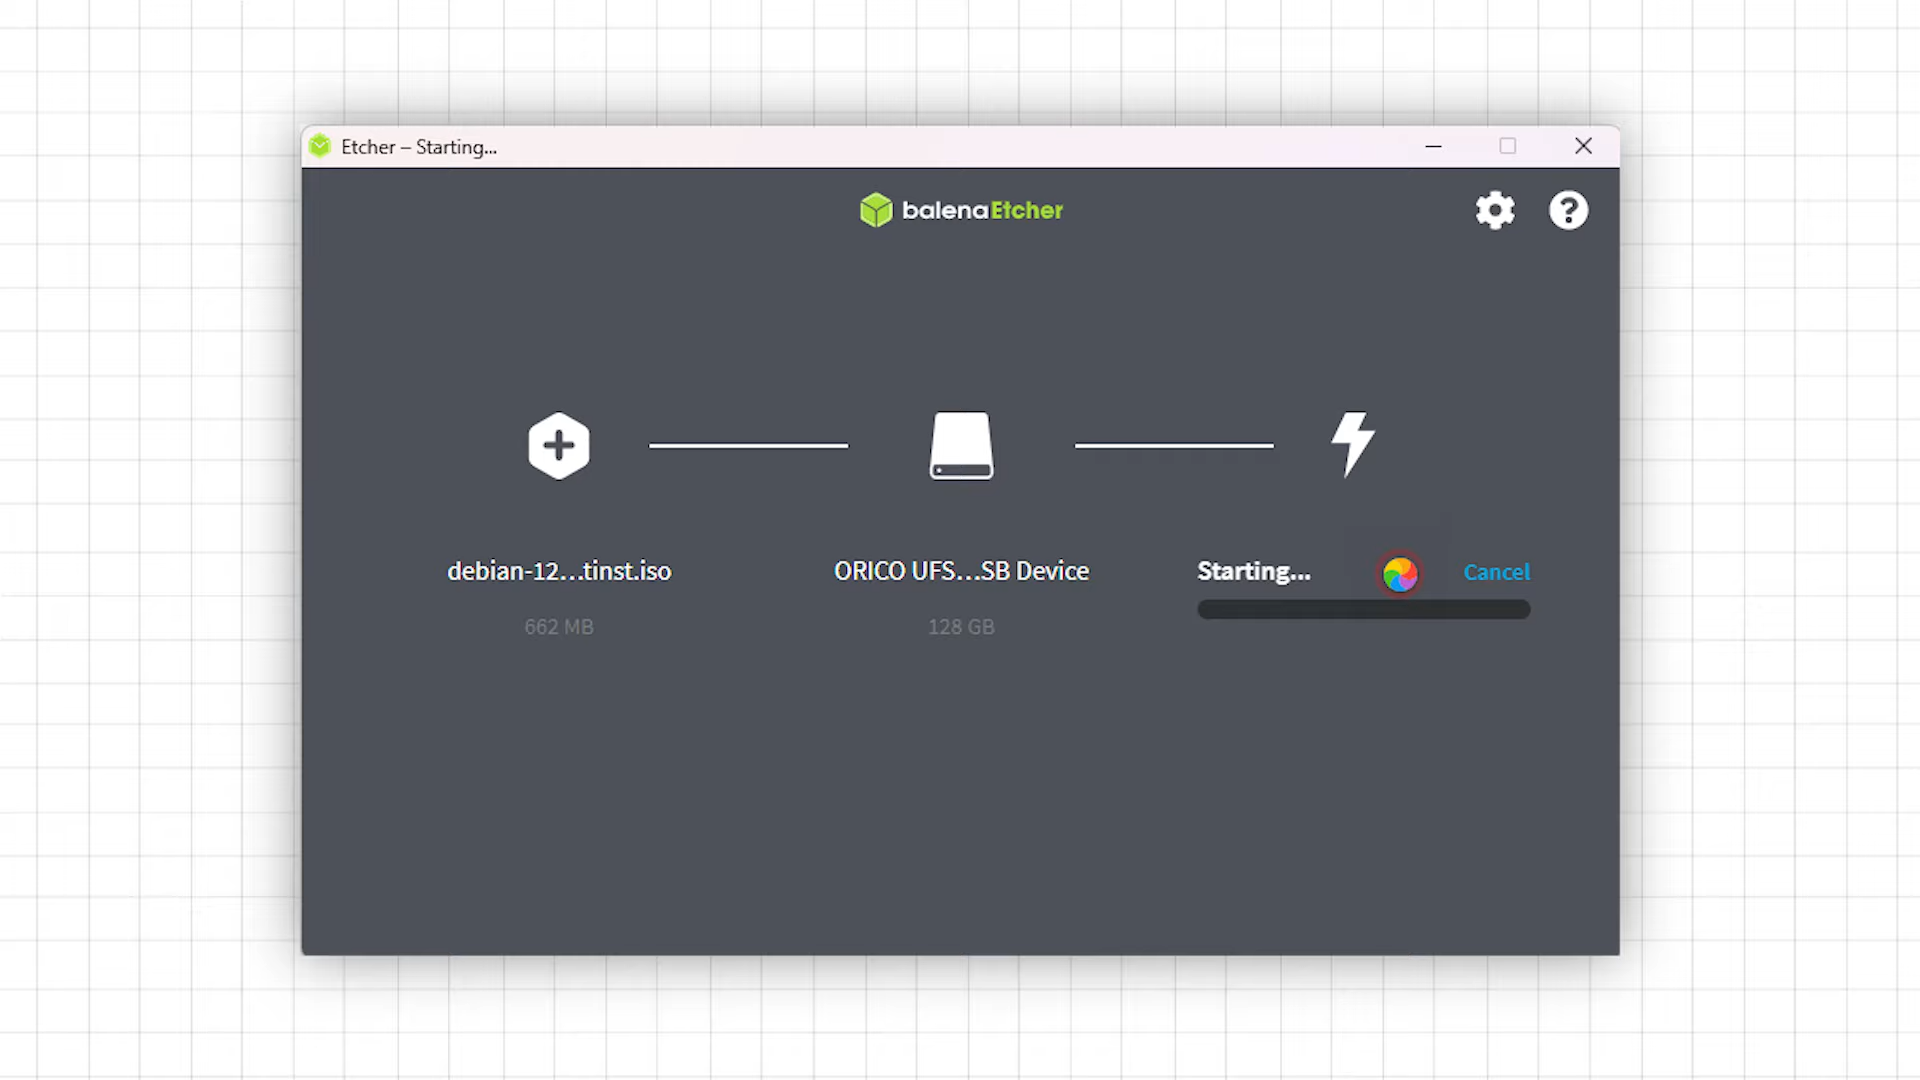 Etcher – Starting...
balenaEtcher
debian-12...tinst.iso
662 MB
ORICO UFS...SB Device
128 GB
Starting...
Cancel